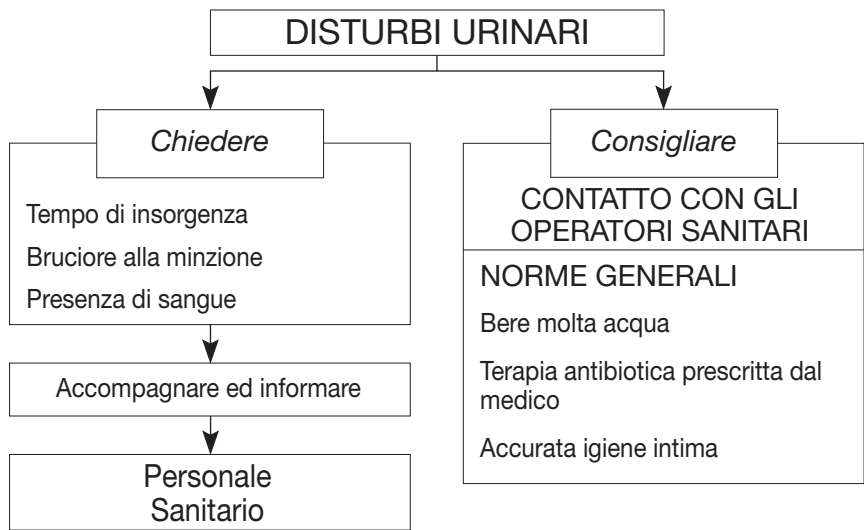 DISTURBI URINARI
Chiedere
Tempo di insorgenza
Bruciore alla minzione
Presenza di sangue
Accompagnare ed informare
Personale
Sanitario
Consigliare
CONTATTO CON GLI
OPERATORI SANITARI
NORME GENERALI
Bere molta acqua
Terapia antibiotica prescritta dal
medico
Accurata igiene intima